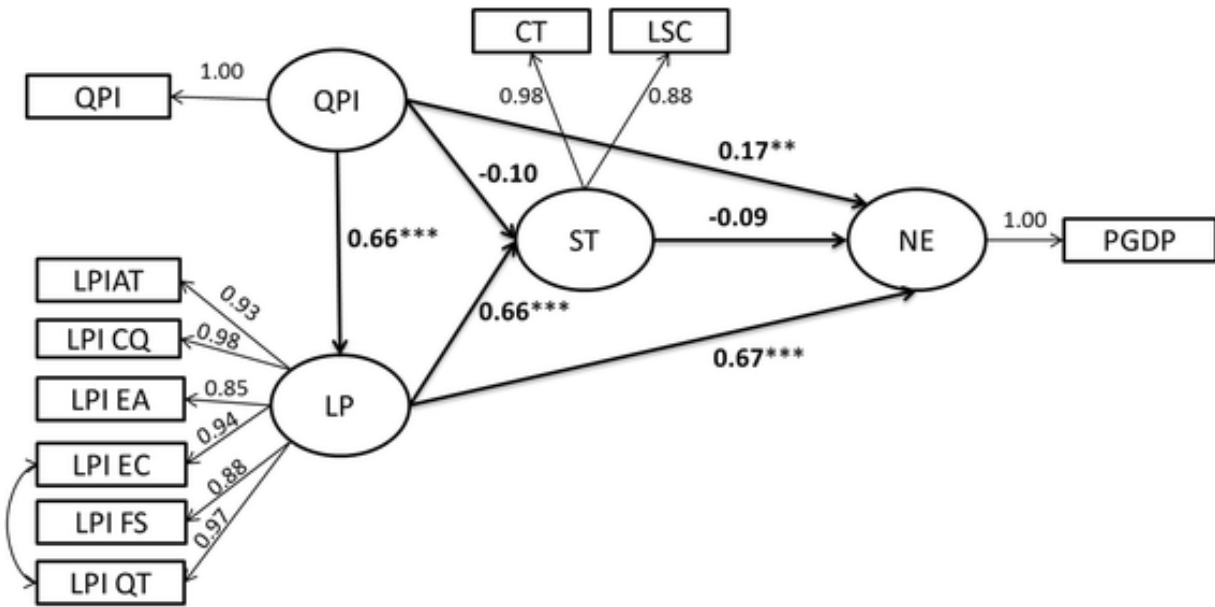 CT
LSC
QPI
1.00
QPI
0.98
0.88
0.17**
-0.10
ST
-0.09
NE
1.00
PGDP
0.66***
LPIAT
0.93
0.66***
LPI CQ
0.98
0.67***
LPI EA
0.85
LP
0.94
LPI EC
0.88
LPI FS
0.97
LPI QT